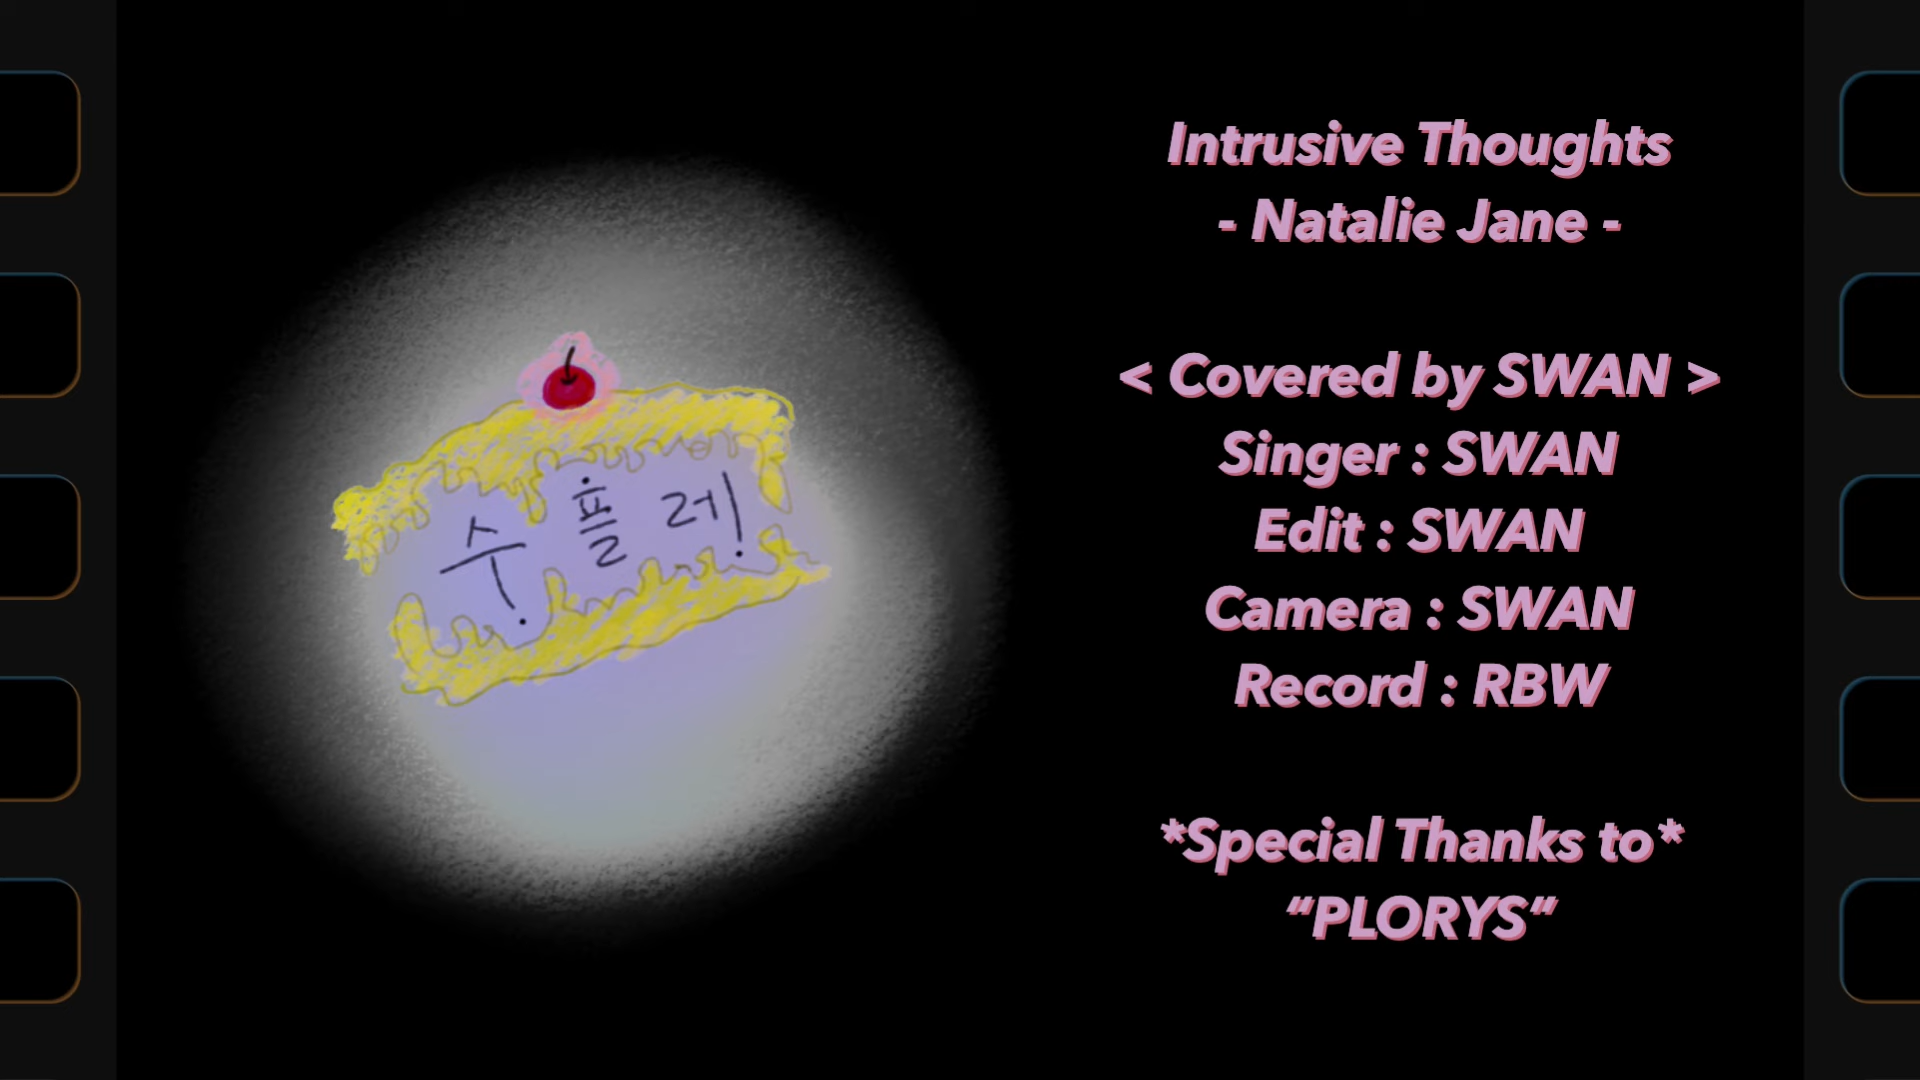 수.플레!
Intrusive Thoughts
- Natalie Jane -
< Covered by SWAN >
Singer : SWAN
Edit : SWAN
Camera : SWAN
Record : RBW
*Special Thanks to*
“PLORYS”